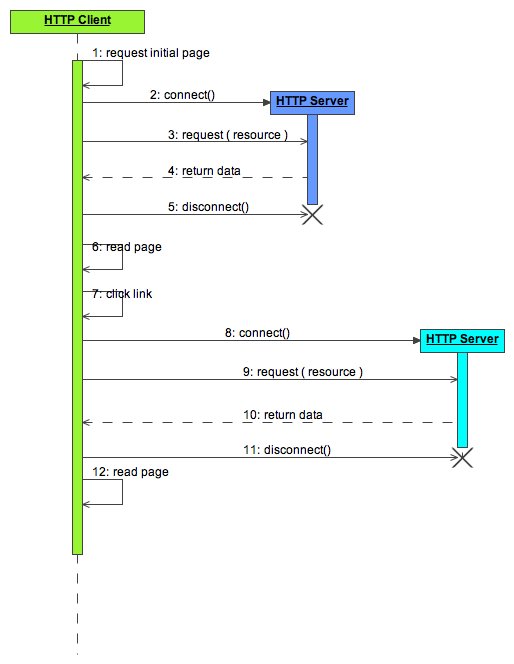 HTTP Client
1: request initial page
2: connect()
HTTP Server
3: request ( resource )
4: return data
5: disconnect()
6: read page
7: click link
8: connect()
HTTP Server
9: request ( resource )
10: return data
11: disconnect()
12: read page